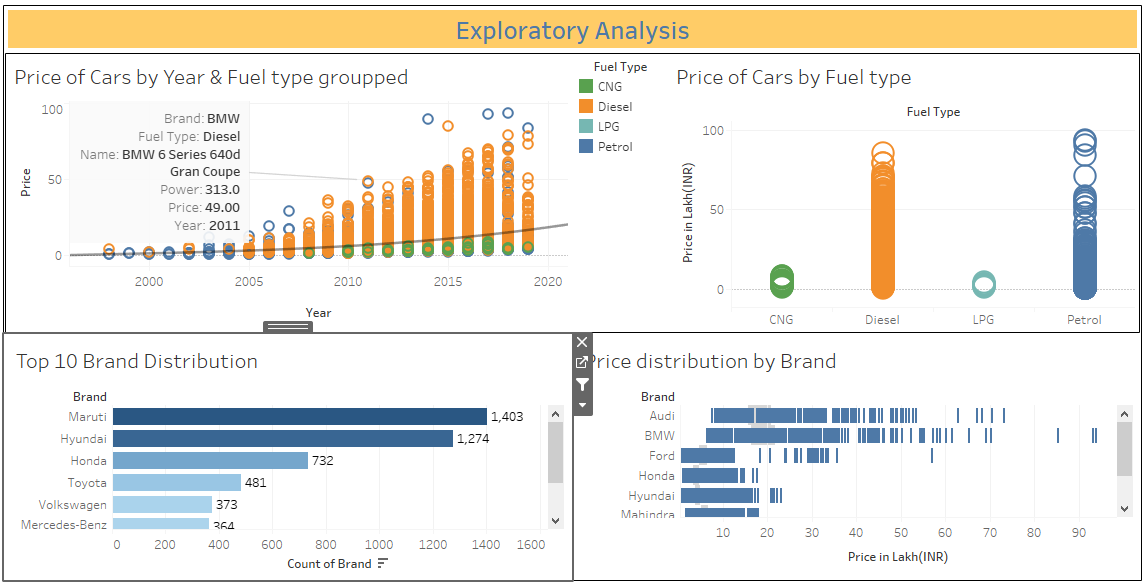 Exploratory Analysis
Price of Cars by Year & Fuel type groupped
100
50
0
Price
Brand: BMW
Fuel Type: Diesel
Name: BMW 6 Series 640d
Gran Coupe
Power: 313.0
Price: 49.00
Year: 2011
2000 2005 2010 2015 2020
Year
Fuel Type
CNG
Diesel
LPG
Petrol
Price of Cars by Fuel type
Fuel Type
100
50
0
Price in Lakh(INR)
CNG Diesel LPG Petrol
Top 10 Brand Distribution
Brand
Maruti 1,403
Hyundai 1,274
Honda 732
Toyota 481
Volkswagen 373
Mercedes-Benz 364
0 200 400 600 800 1000 1200 1400 1600
Count of Brand
Price distribution by Brand
Brand
Audi
BMW
Ford
Honda
Hyundai
Mahindra
10 20 30 40 50 60 70 80 90
Price in Lakh(INR)